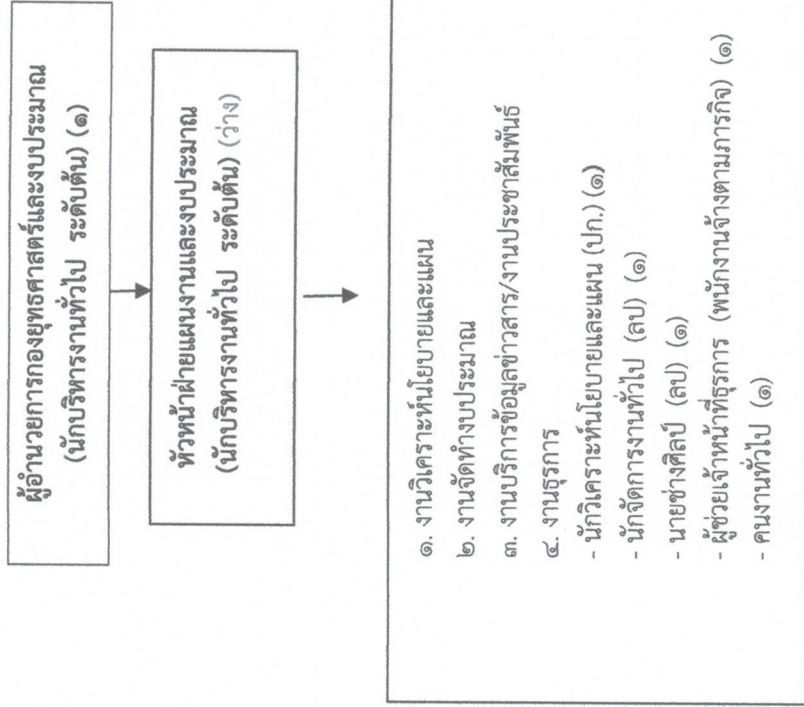 ผู้อำนวยการกองยุทธศาสตร์และงบประมาณ
(นักบริหารงานทั่วไป ระดับต้น) (๑)
หัวหน้าฝ่ายแผนงานและงบประมาณ
(นักบริหารงานทั่วไป ระดับต้น) (ว่าง)
๑. งานวิเคราะห์นโยบายและแผน
๒. งานจัดทำงบประมาณ
๓. งานบริการข้อมูลข่าวสาร/งานประชาสัมพันธ์
๔. งานธุรการ
- นักวิเคราะห์นโยบายและแผน (ปก.) (๑)
- นักจัดการงานทั่วไป (ลป) (๑)
- นายช่างศิลป์ (ลป) (๑)
- ผู้ช่วยเจ้าหน้าที่ธุรการ (พนักงานจ้างตามภารกิจ) (๑)
- คนงานทั่วไป (๑)